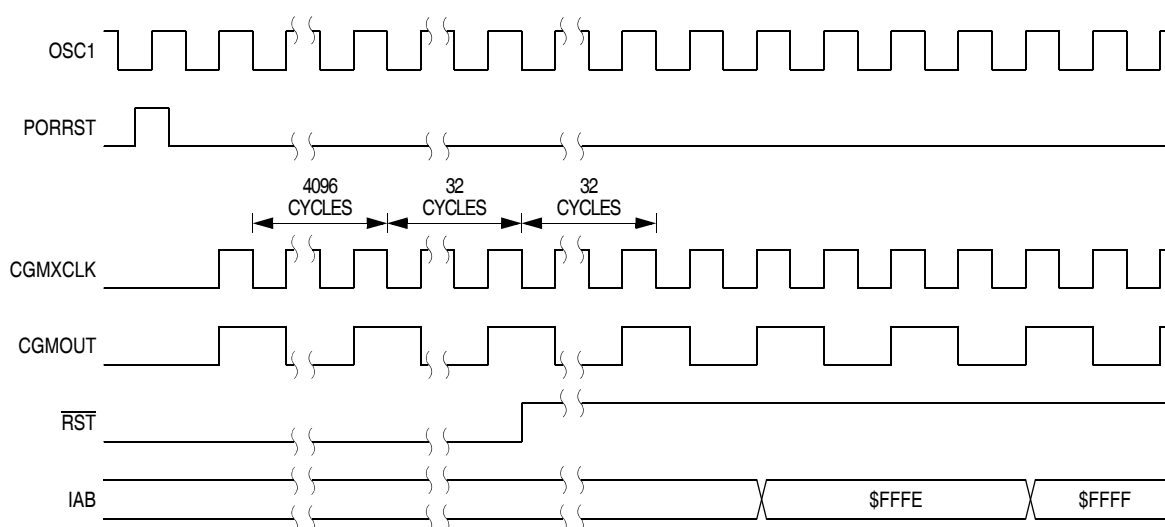 OSC1
PORRST
4096
CYCLES
32
CYCLES
32
CYCLES
CGMXCLK
CGMOUT
RST
IAB
$FFFE
$FFFF